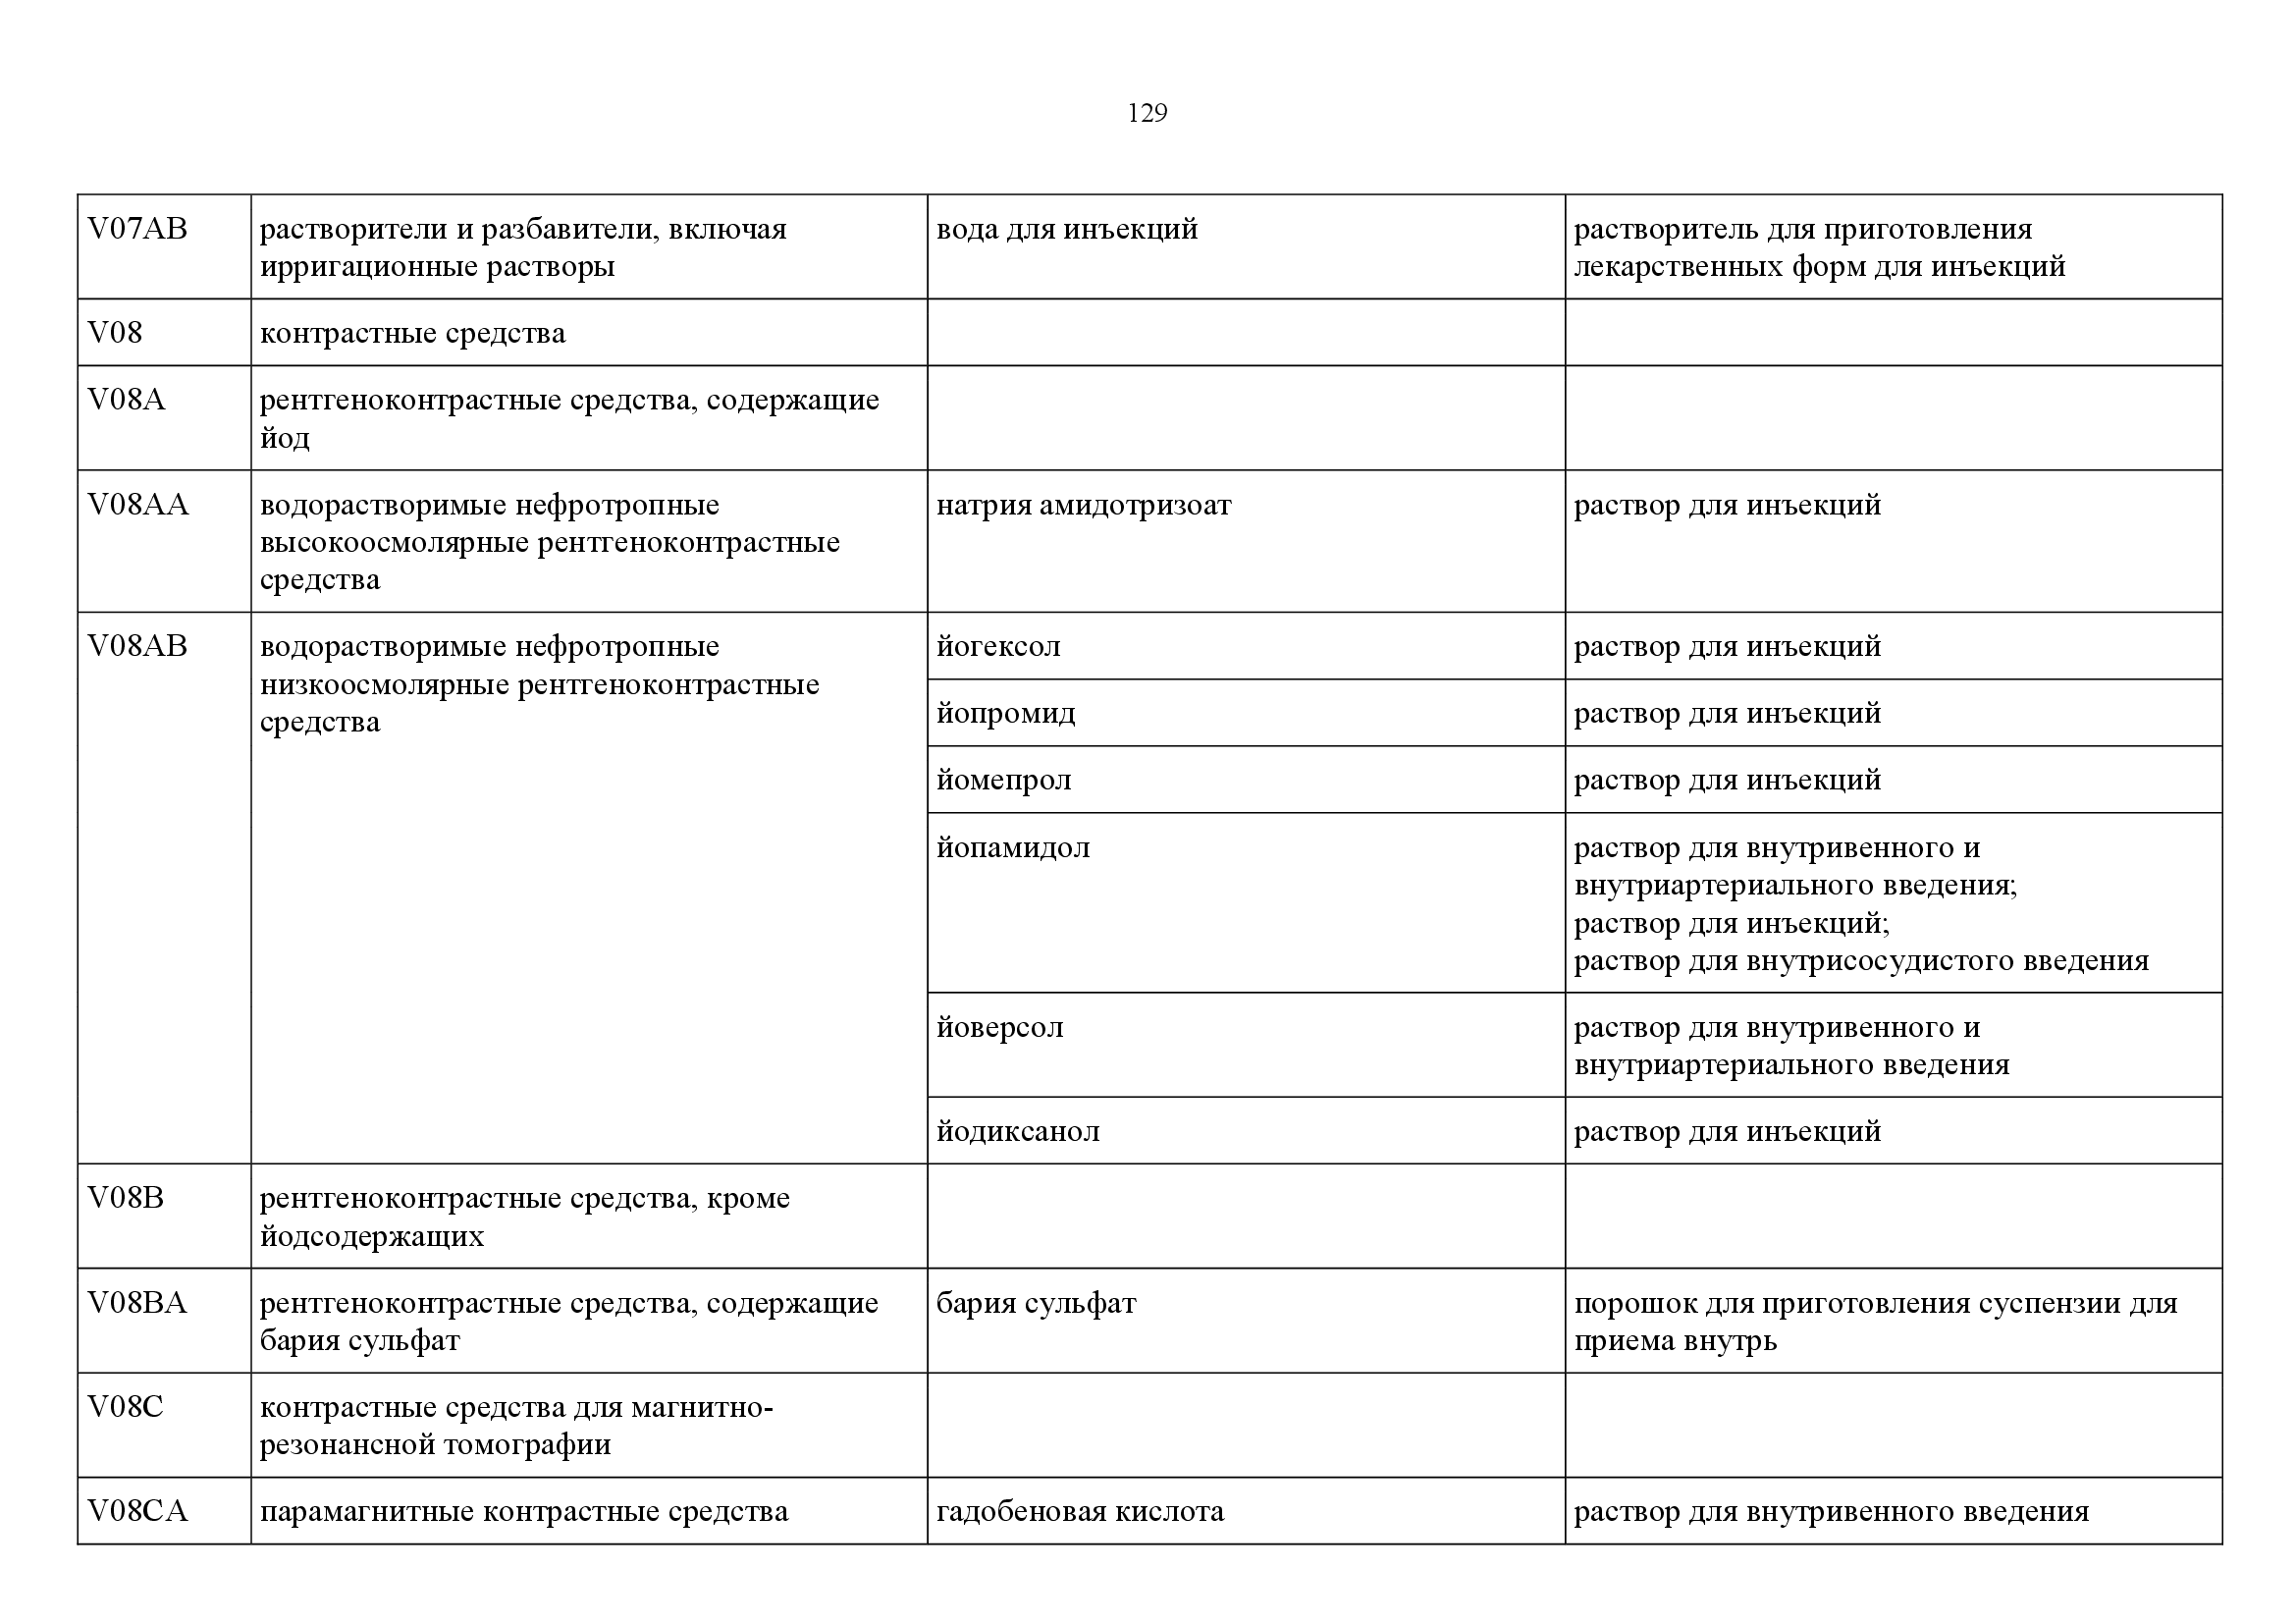 129
V07AB
растворители и разбавители, включая
ирригационные растворы
вода для инъекций
растворитель для приготовления
лекарственных форм для инъекций
V08
контрастные средства
V08A
рентгеноконтрастные средства, содержащие
йод
V08AA
водорастворимые нефротропные
высокоосмолярные рентгеноконтрастные
средства
натрия амидотризоат
раствор для инъекций
V08AB
водорастворимые нефротропные
низкоосмолярные рентгеноконтрастные
средства
йогексол
раствор для инъекций
йопромид
раствор для инъекций
йомепрол
раствор для инъекций
йопамидол
раствор для внутривенного и
внутриартериального введения;
раствор для инъекций;
раствор для внутрисосудистого введения
йоверсол
раствор для внутривенного и
внутриартериального введения
йодиксанол
раствор для инъекций
V08B
рентгеноконтрастные средства, кроме
йодсодержащих
V08BA
рентгеноконтрастные средства, содержащие
бария сульфат
бария сульфат
порошок для приготовления суспензии для
приема внутрь
V08C
контрастные средства для магнитно-
резонансной томографии
V08CA
парамагнитные контрастные средства
гадобеновая кислота
раствор для внутривенного введения